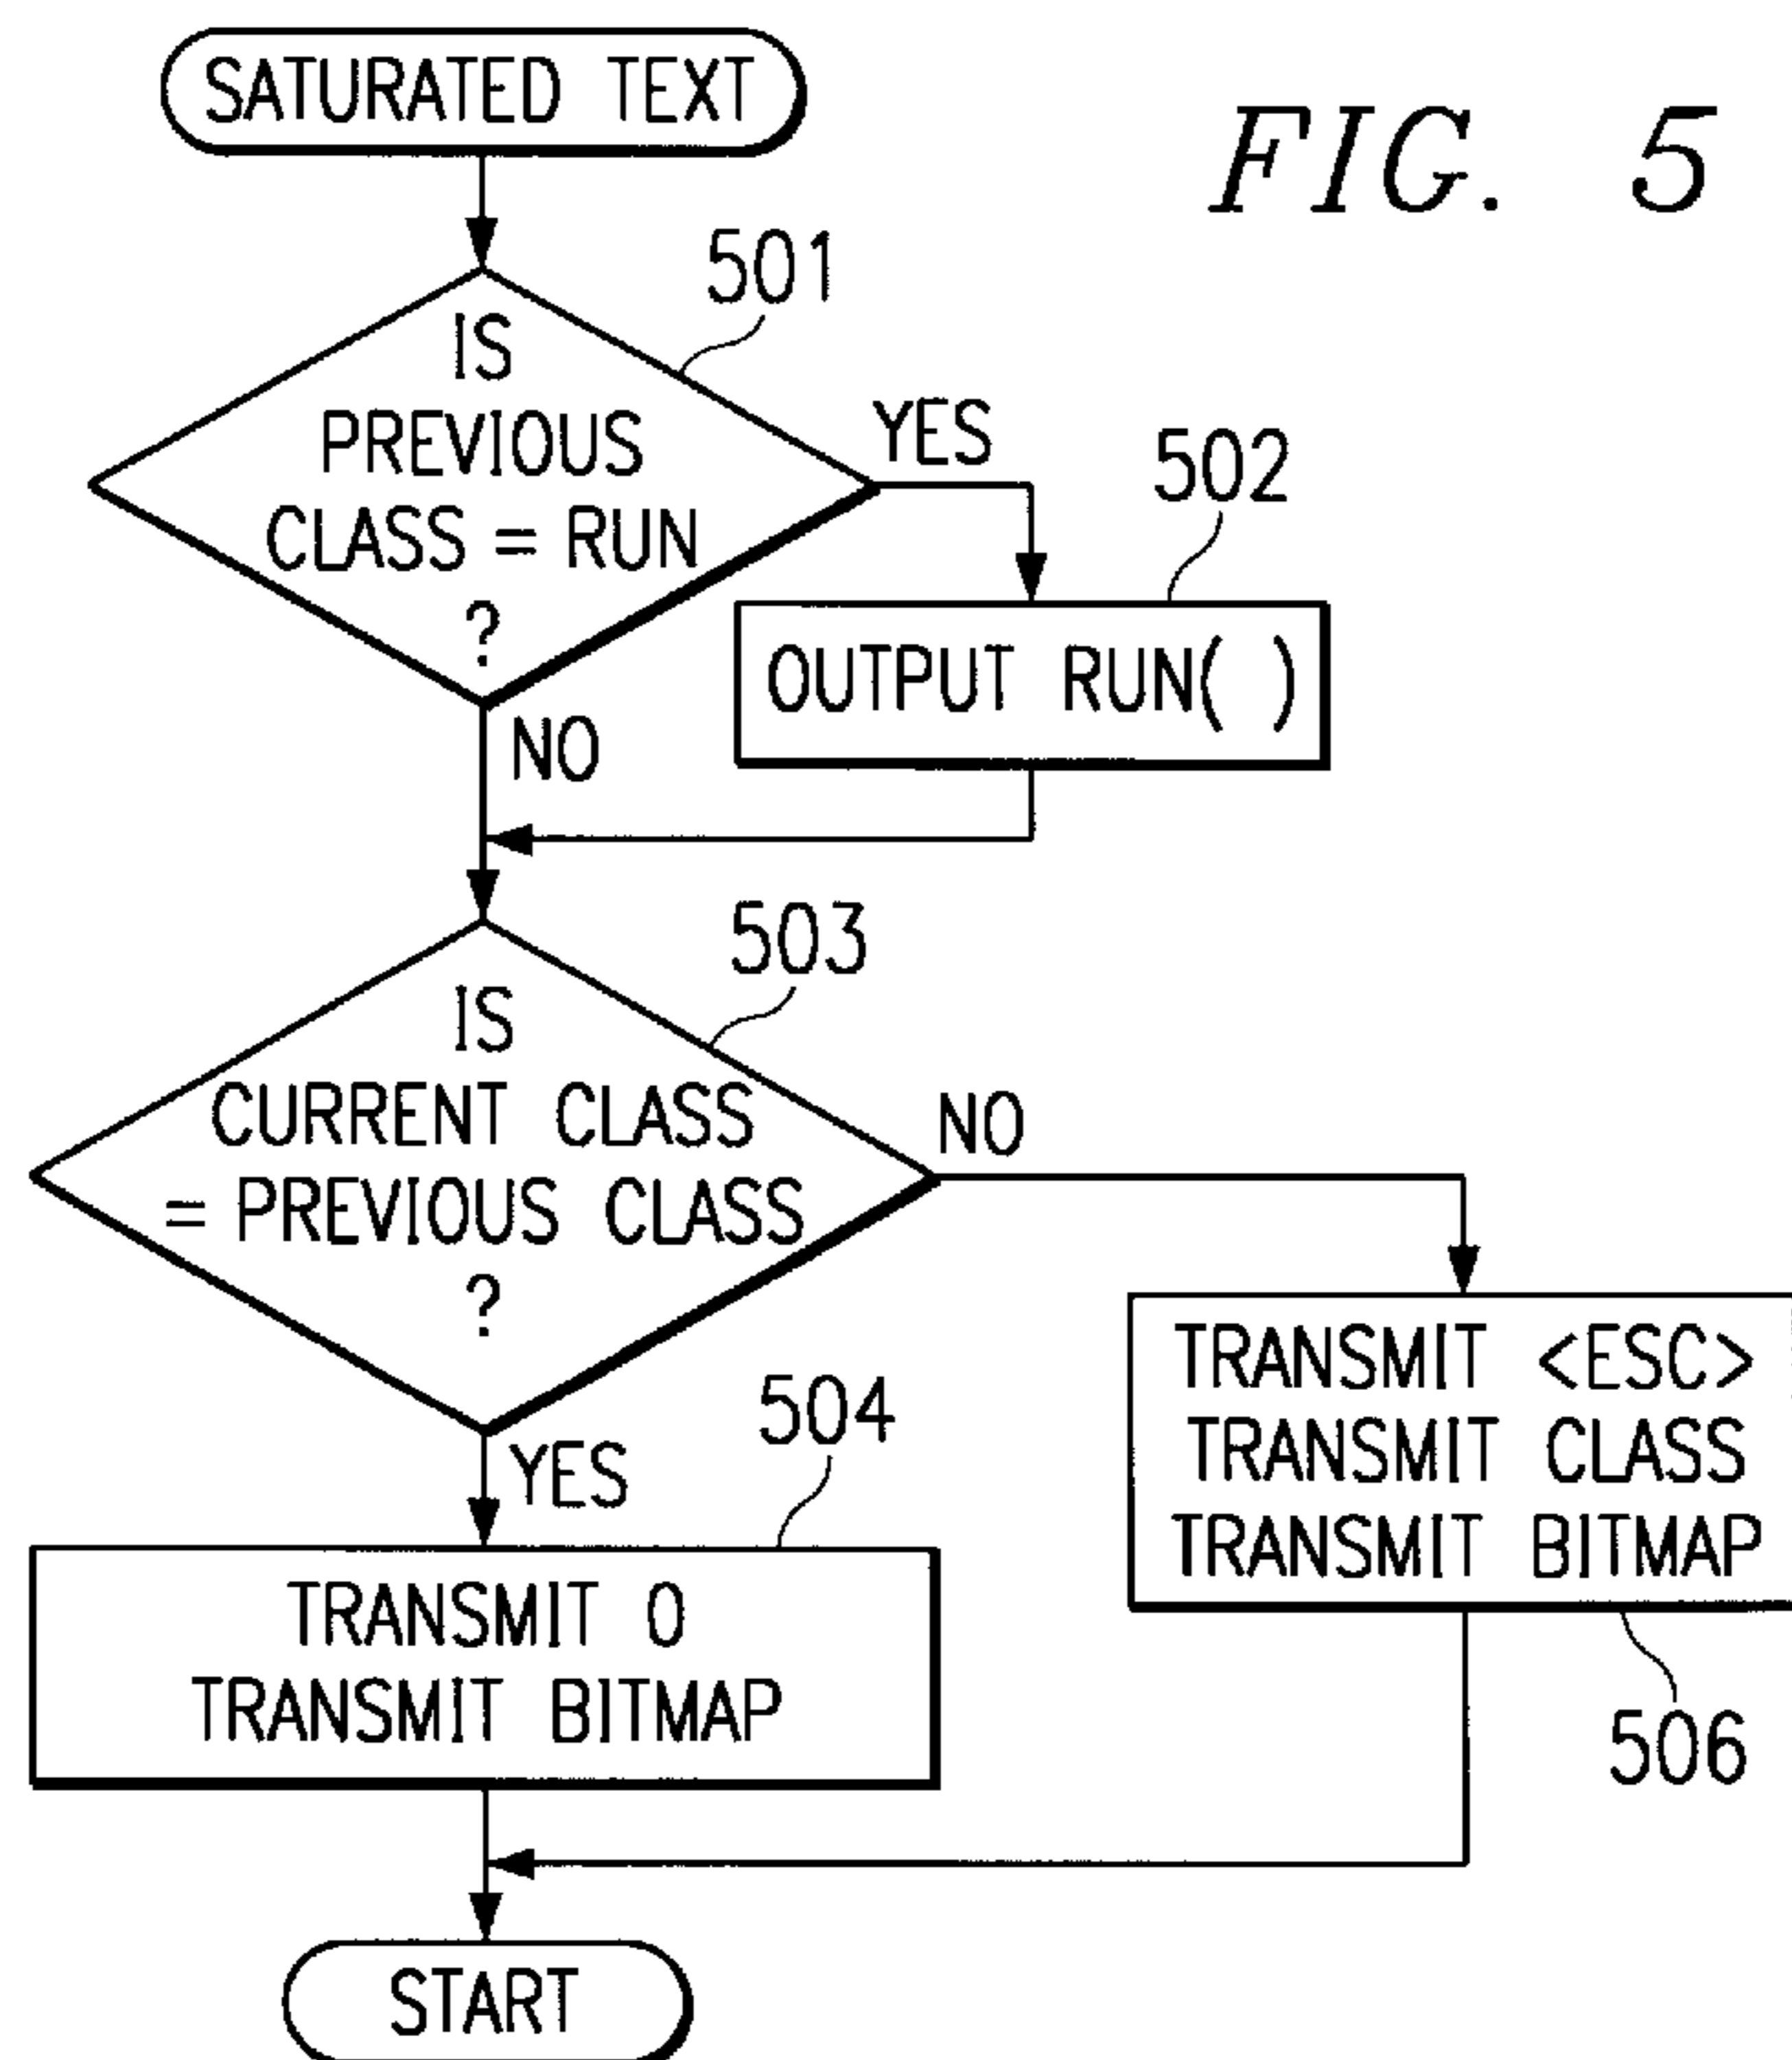 SATURATED TEXT
FIG. 5
501
IS
PREVIOUS
CLASS = RUN
?
YES
502
OUTPUT RUN( )
NO
503
IS
CURRENT CLASS
= PREVIOUS CLASS
?
NO
TRANSMIT <ESC>
TRANSMIT CLASS
TRANSMIT BITMAP
506
YES
504
TRANSMIT 0
TRANSMIT BITMAP
START